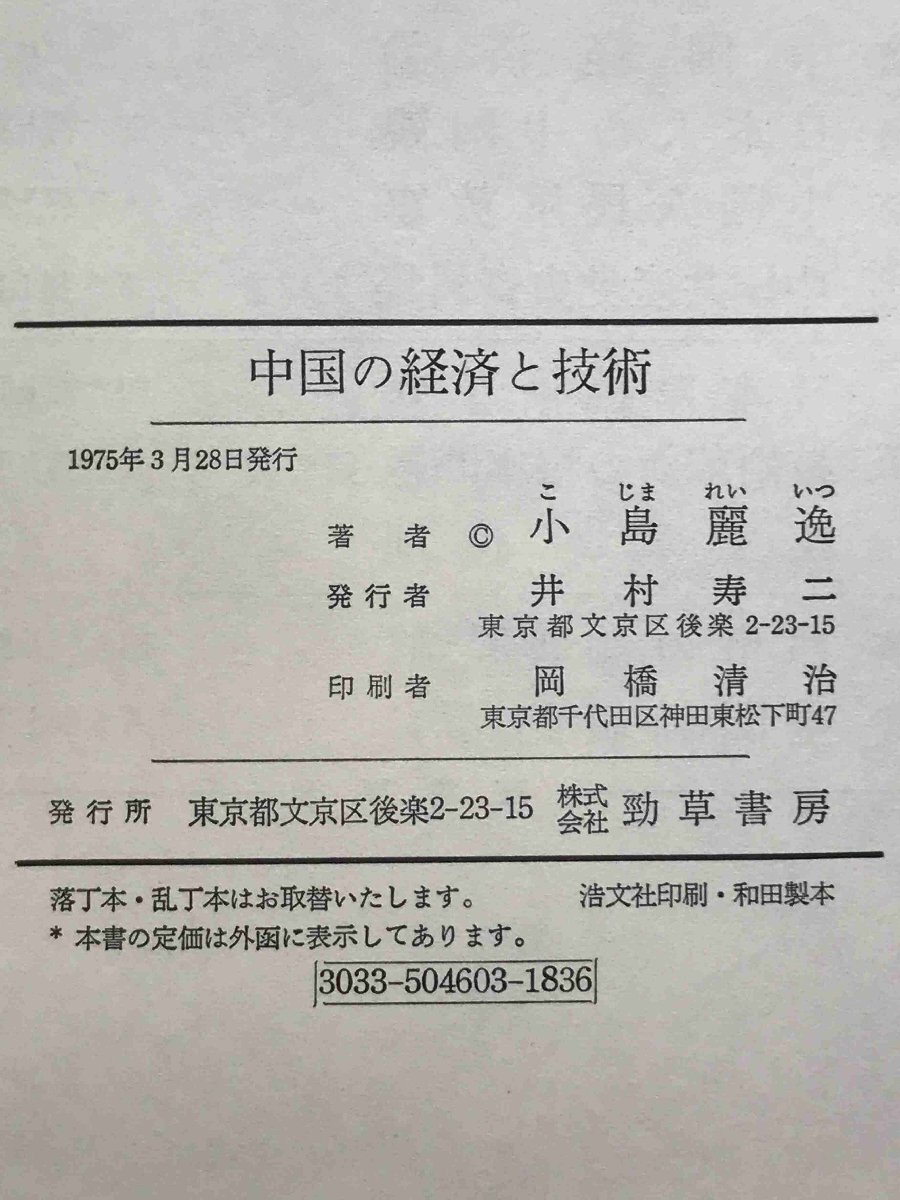 中国の経済と技術
1975年3月28日発行
こ じま れい いつ
著者 © 小島麗逸
発行者 井村寿二
東京都文京区後楽2-23-15
印刷者 岡橋清治
東京都千代田区神田東松下町47
発行所 東京都文京区後楽2-23-15 株式会社 勁草書房
落丁本・乱丁本はお取替いたします。 浩文社印刷・和田製本
* 本書の定価は外函に表示してあります。
3033-504603-1836